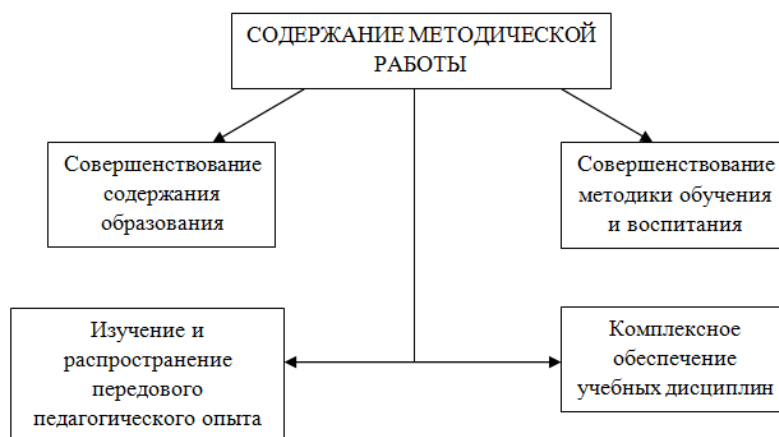 СОДЕРЖАНИЕ МЕТОДИЧЕСКОЙ
РАБОТЫ
Совершенствование
содержания
образования
Совершенствование
методики обучения
и воспитания
Изучение и
распространение
передового
педагогического опыта
Комплексное
обеспечение
учебных дисциплин